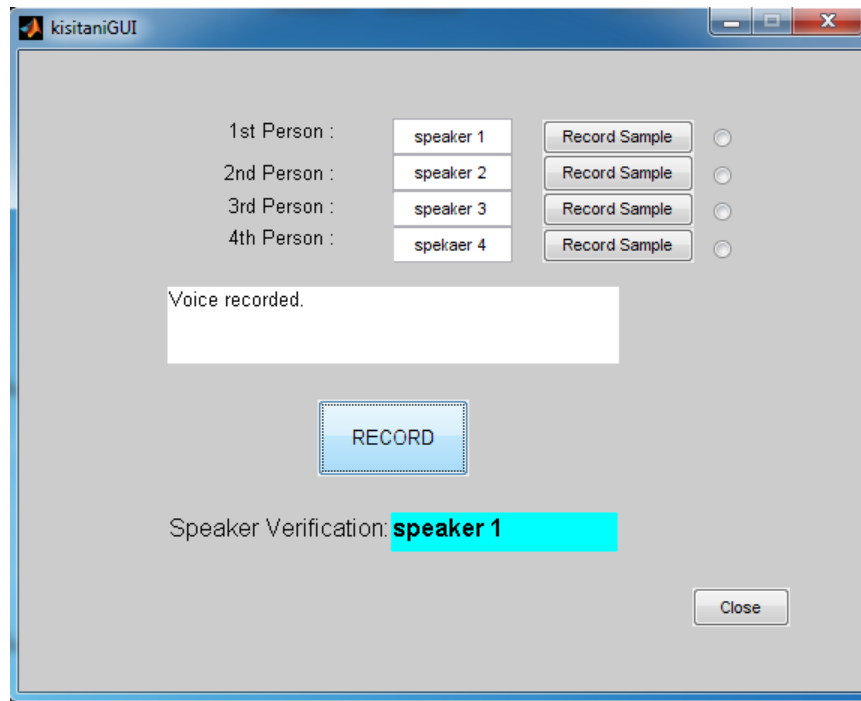 kisitaniGUI
1st Person : speaker 1 Record Sample
2nd Person : speaker 2 Record Sample
3rd Person : speaker 3 Record Sample
4th Person : spekaer 4 Record Sample
Voice recorded.
RECORD
Speaker Verification: speaker 1
Close